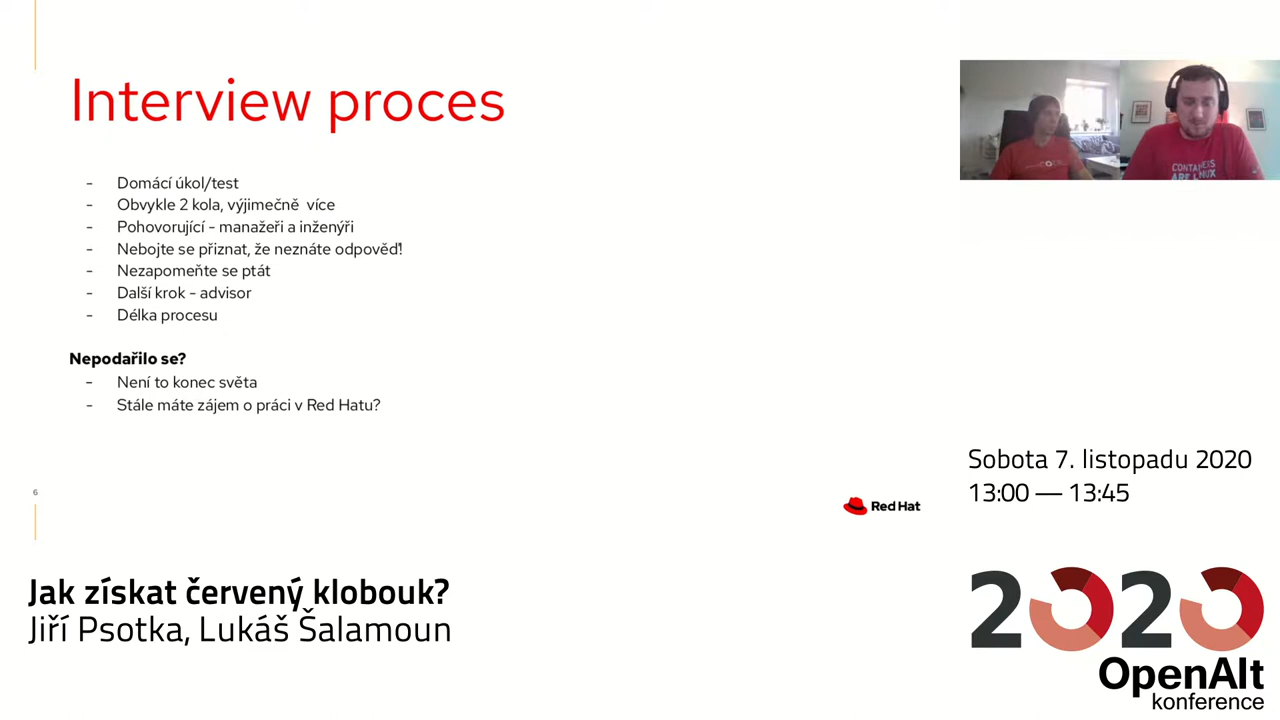 Interview proces
- Domácí úkol/test
- Obvykle 2 kola, výjimečně více
- Pohovorující - manažeři a inženýři
- Nebojte se přiznat, že neznáte odpověď!
- Nezapomeňte se ptát
- Další krok - advisor
- Délka procesu
Nepodařilo se?
- Není to konec světa
- Stále máte zájem o práci v Red Hatu?
6
Red Hat
CONTAINERS
ARE LINUX
Sobota 7. listopadu 2020
13:00 — 13:45
Jak získat červený klobouk?
Jiří Psotka, Lukáš Šalamoun
2020
OpenAlt
konference